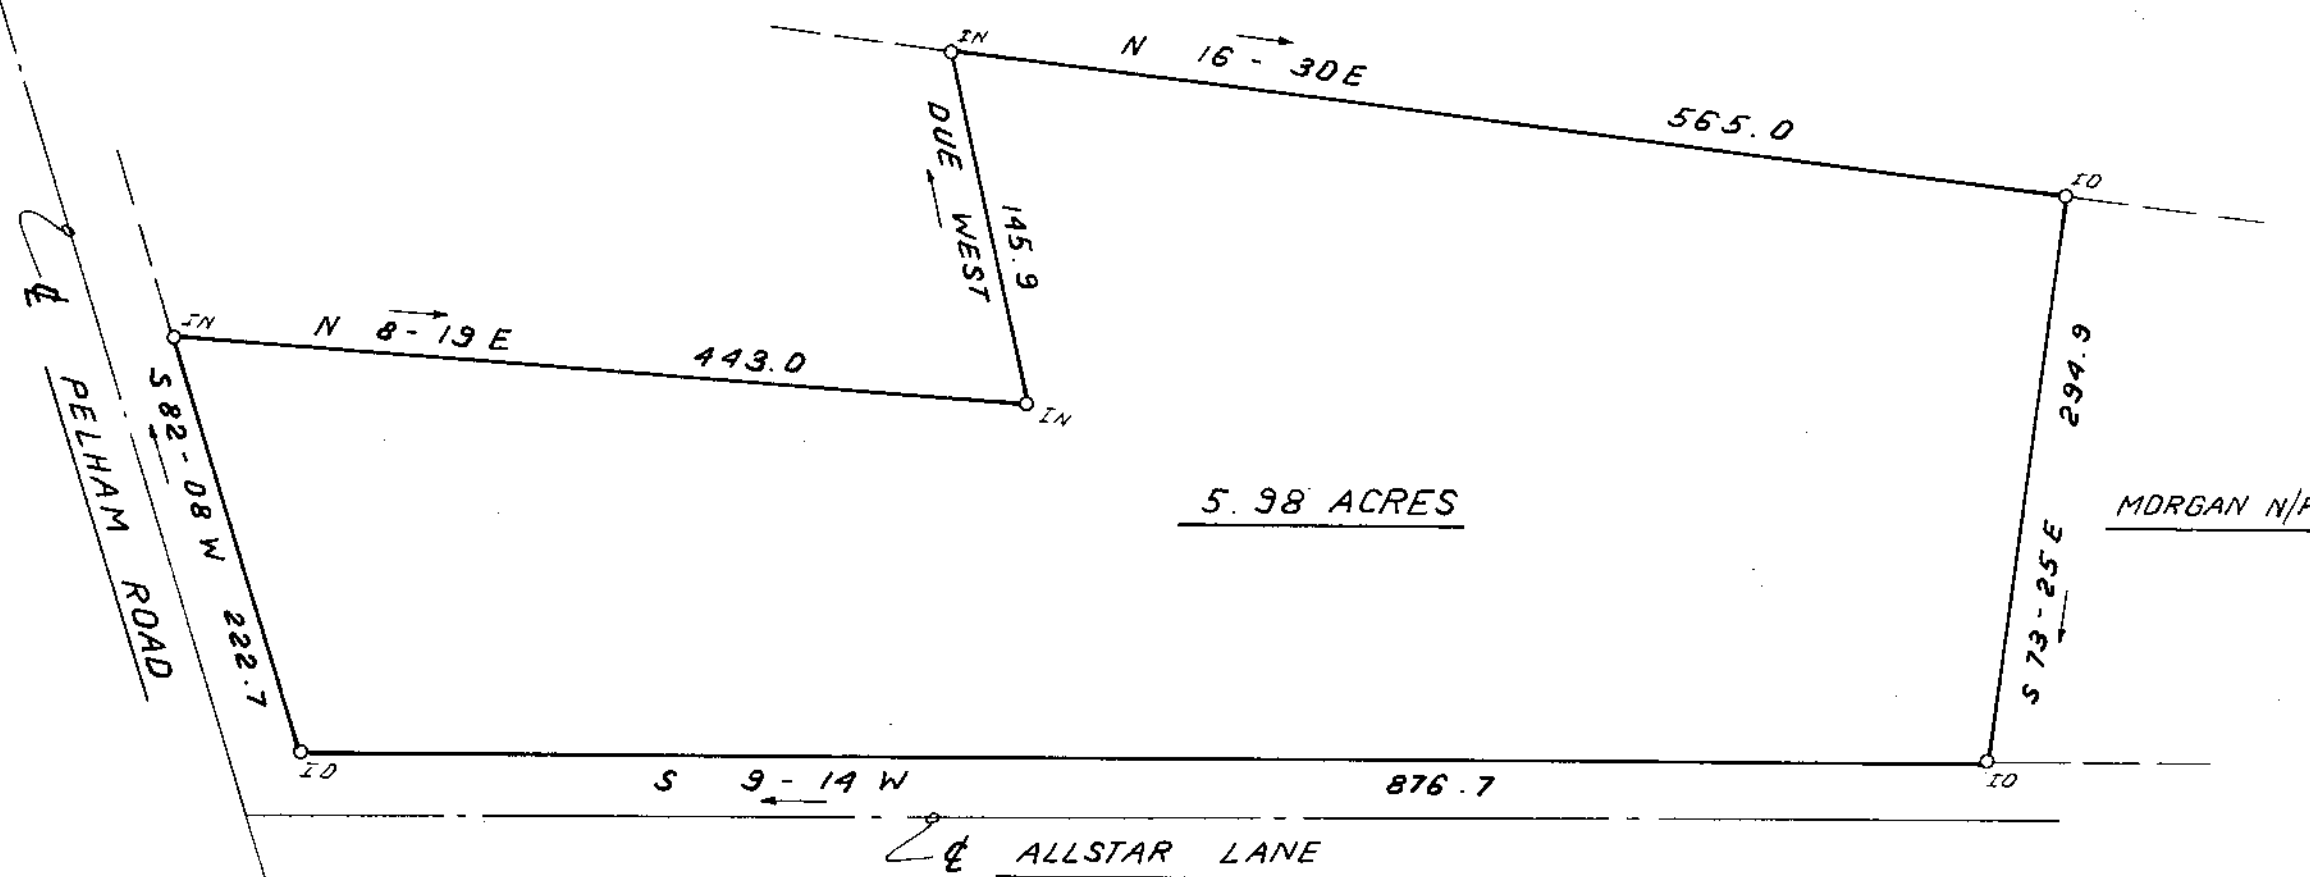 IN
N 16 - 30 E
565.0
IO
DUE WEST
145.9
IN
N 8 - 19 E
443.0
IN
S 82 - 08 W 222.7
℄ PELHAM ROAD
294.9
S 73 - 25 E
5.98 ACRES
MORGAN N/F
IO
S 9 - 14 W
876.7
IO
℄ ALLSTAR LANE